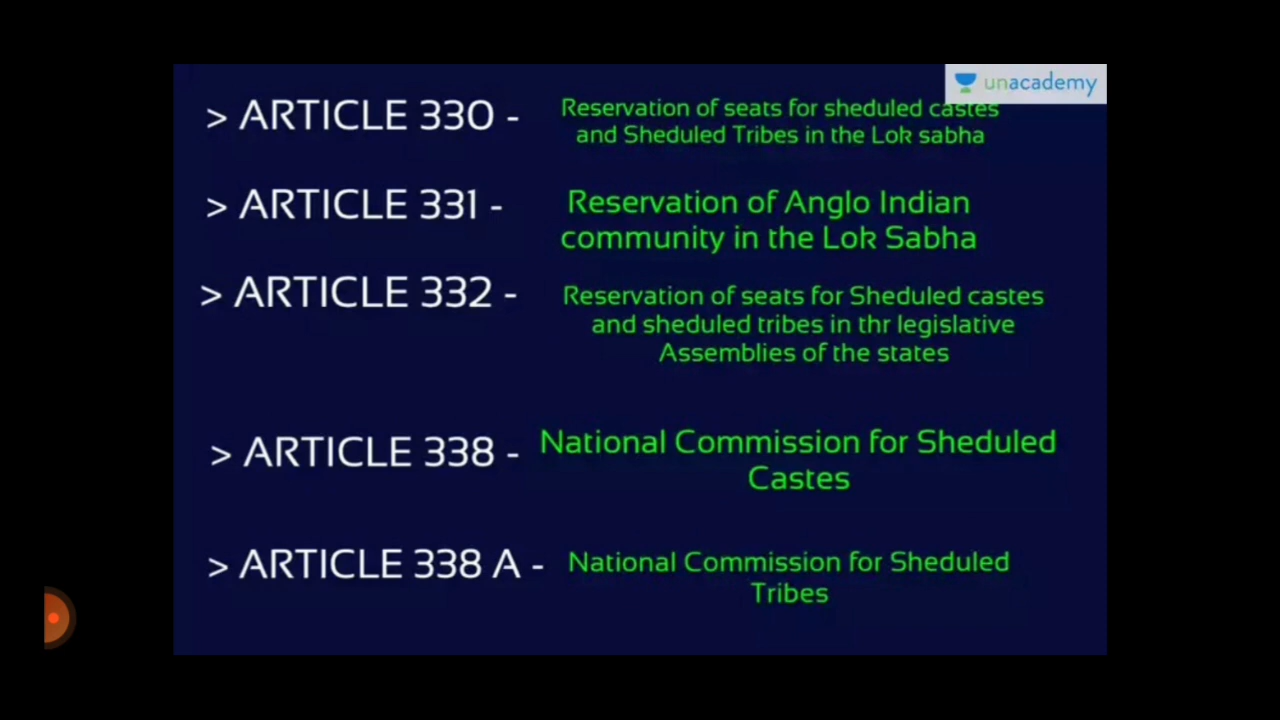 unacademy
> ARTICLE 330 - Reservation of seats for sheduled castes
and Sheduled Tribes in the Lok sabha
> ARTICLE 331 - Reservation of Anglo Indian
community in the Lok Sabha
> ARTICLE 332 - Reservation of seats for Sheduled castes
and sheduled tribes in thr legislative
Assemblies of the states
> ARTICLE 338 - National Commission for Sheduled
Castes
> ARTICLE 338 A - National Commission for Sheduled
Tribes